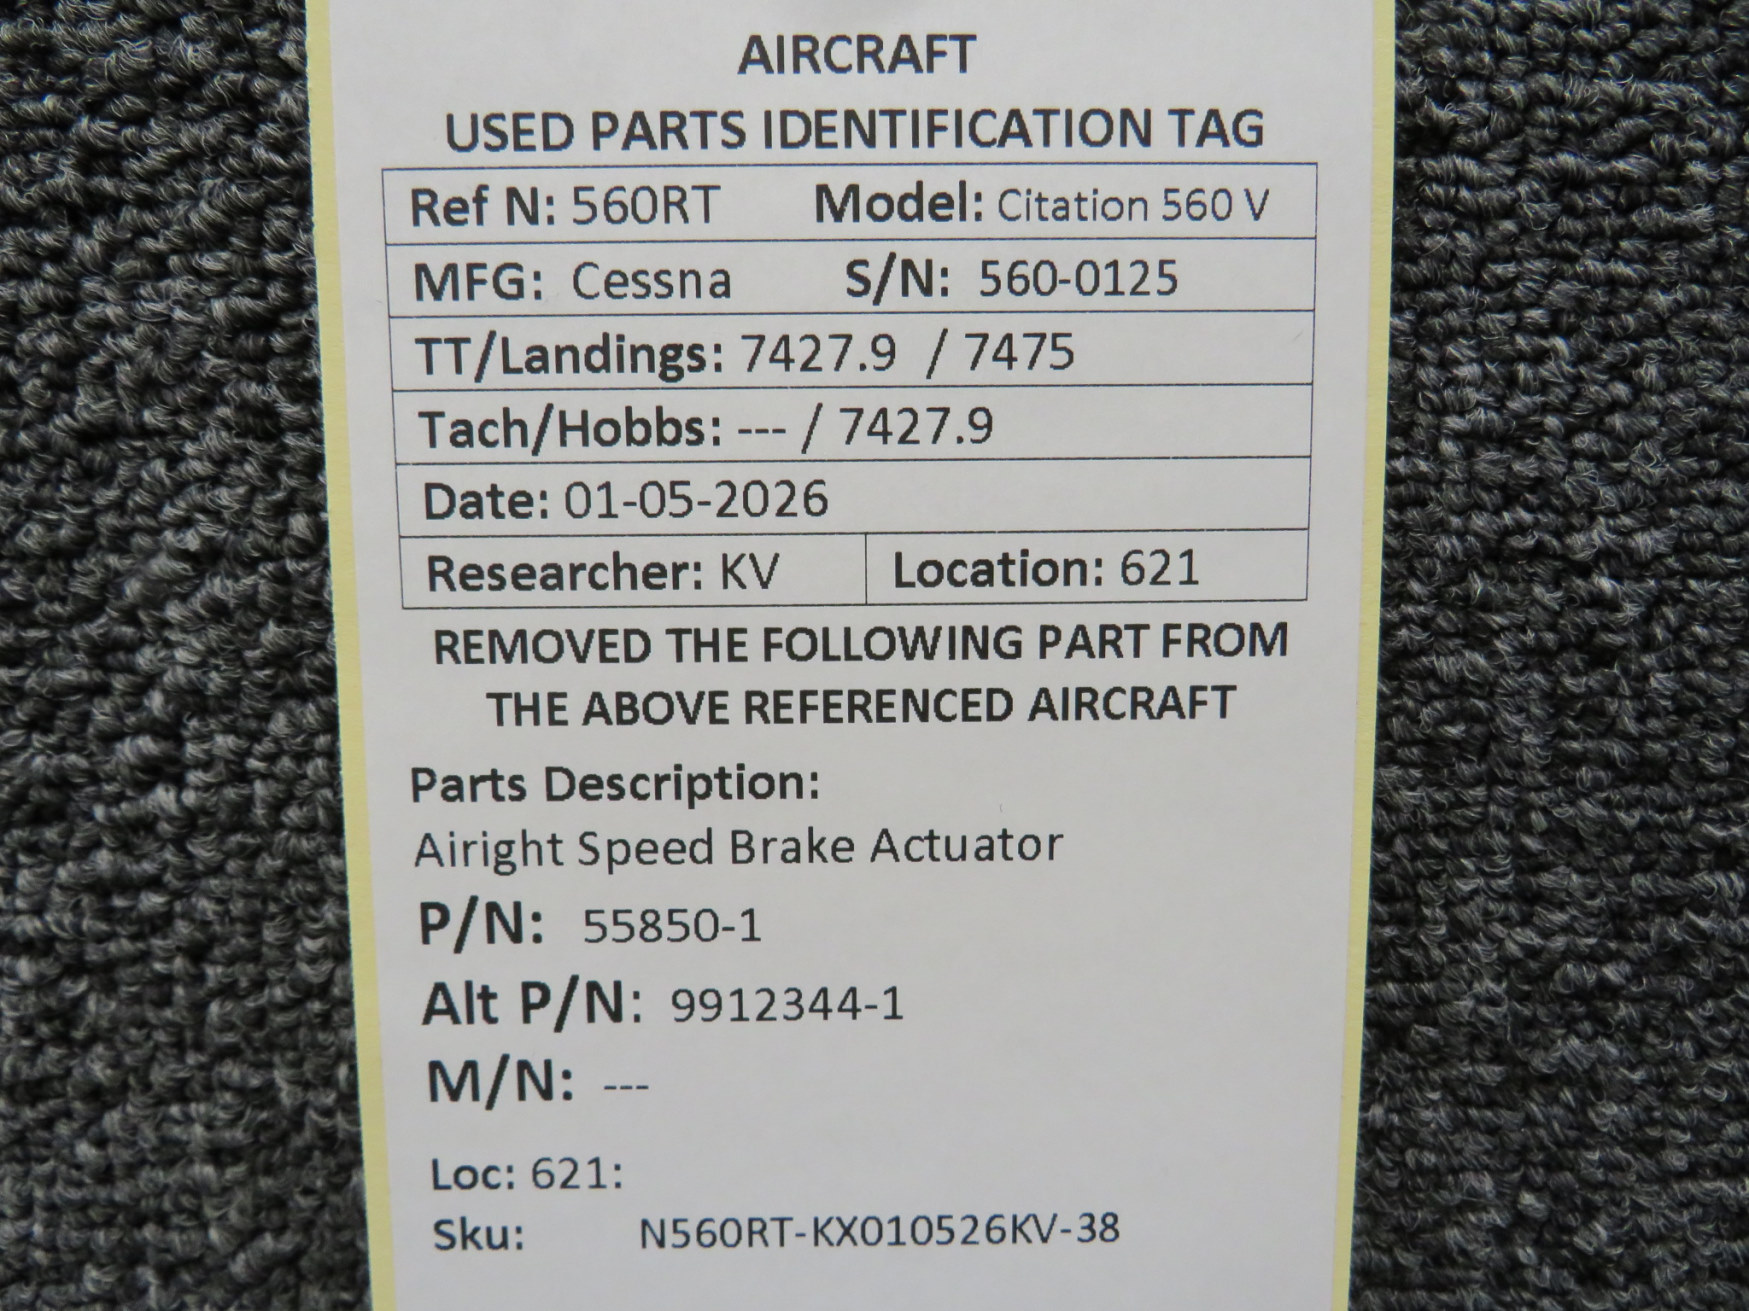 AIRCRAFT
USED PARTS IDENTIFICATION TAG
Ref N: 560RT Model: Citation 560 V
MFG: Cessna S/N: 560-0125
TT/Landings: 7427.9 / 7475
Tach/Hobbs: --- / 7427.9
Date: 01-05-2026
Researcher: KV Location: 621
REMOVED THE FOLLOWING PART FROM
THE ABOVE REFERENCED AIRCRAFT
Parts Description:
Airight Speed Brake Actuator
P/N: 55850-1
Alt P/N: 9912344-1
M/N: ---
Loc: 621:
Sku: N560RT-KX010526KV-38